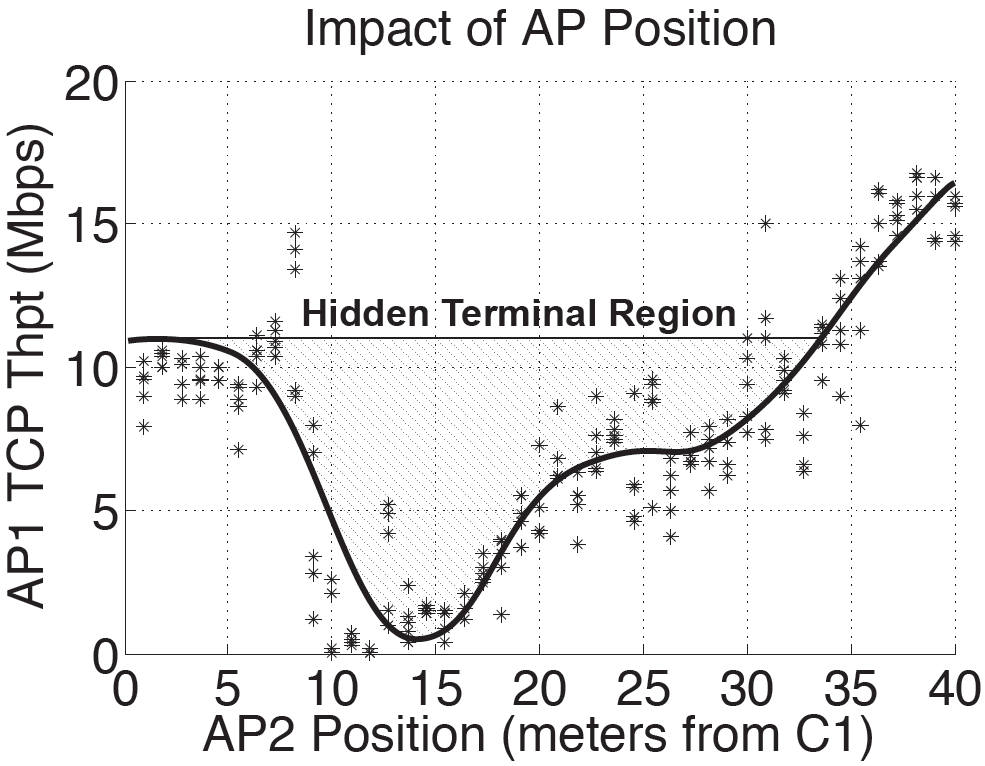 Impact of AP Position
AP1 TCP Thpt (Mbps)
20
15
10
5
0
Hidden Terminal Region
0 5 10 15 20 25 30 35 40
AP2 Position (meters from C1)